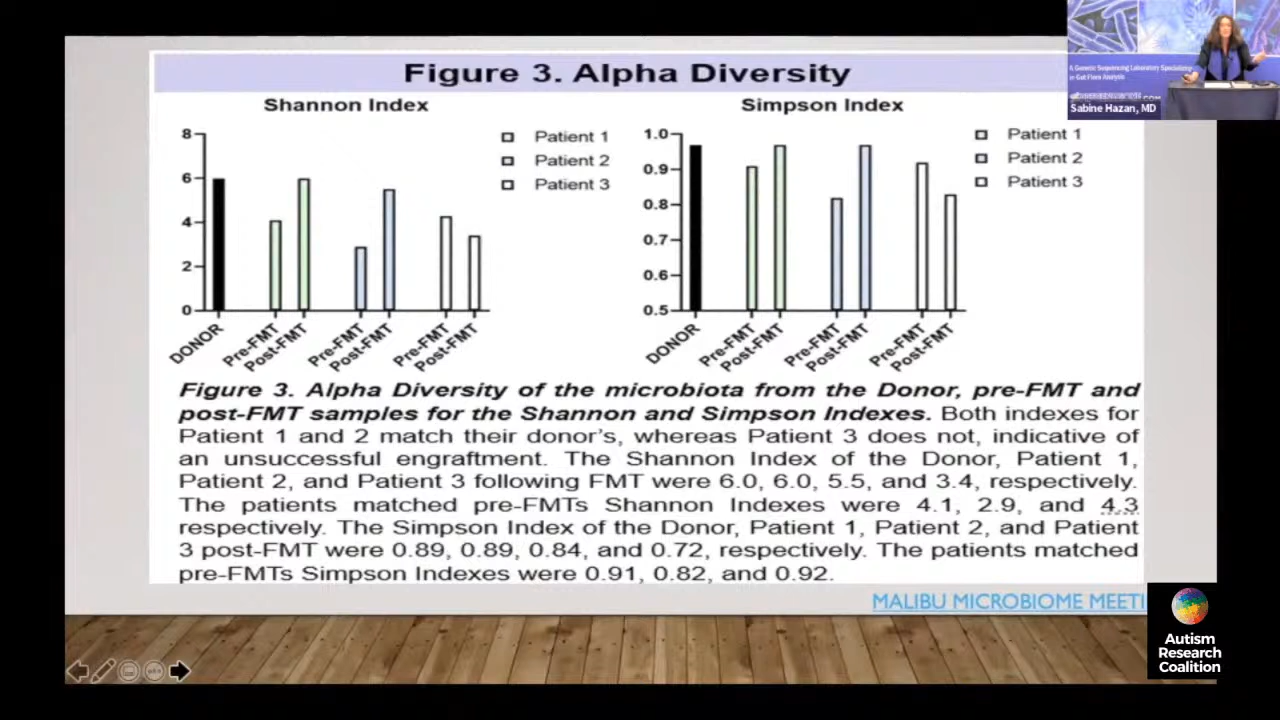 Figure 3. Alpha Diversity
Shannon Index
8
6
4
2
0
DONOR
Pre-FMT
Post-FMT
Pre-FMT
Post-FMT
Pre-FMT
Post-FMT
Patient 1
Patient 2
Patient 3
Simpson Index
1.0
0.9
0.8
0.7
0.6
0.5
DONOR
Pre-FMT
Post-FMT
Pre-FMT
Post-FMT
Pre-FMT
Post-FMT
Patient 1
Patient 2
Patient 3
Figure 3. Alpha Diversity of the microbiota from the Donor, pre-FMT and
post-FMT samples for the Shannon and Simpson Indexes. Both indexes for
Patient 1 and 2 match their donor's, whereas Patient 3 does not, indicative of
an unsuccessful engraftment. The Shannon Index of the Donor, Patient 1,
Patient 2, and Patient 3 following FMT were 6.0, 6.0, 5.5, and 3.4, respectively.
The patients matched pre-FMTs Shannon Indexes were 4.1, 2.9, and 4.3
respectively. The Simpson Index of the Donor, Patient 1, Patient 2, and Patient
3 post-FMT were 0.89, 0.89, 0.84, and 0.72, respectively. The patients matched
pre-FMTs Simpson Indexes were 0.91, 0.82, and 0.92.
MALIBU MICROBIOME MEETI
A Genetic Sequencing Laboratory Specializing
in Gut Flora Analysis
Sabine Hazan, MD
Autism
Research
Coalition